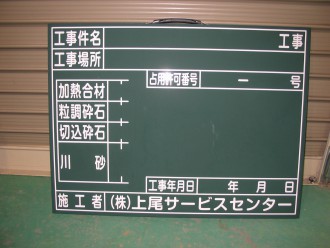 工事件名 工事
工事場所
占用許可番号 ー 号
加熱合材
粒調砕石
切込砕石
川砂
工事年月日 年 月 日
施工者 (株)上尾サービスセンター